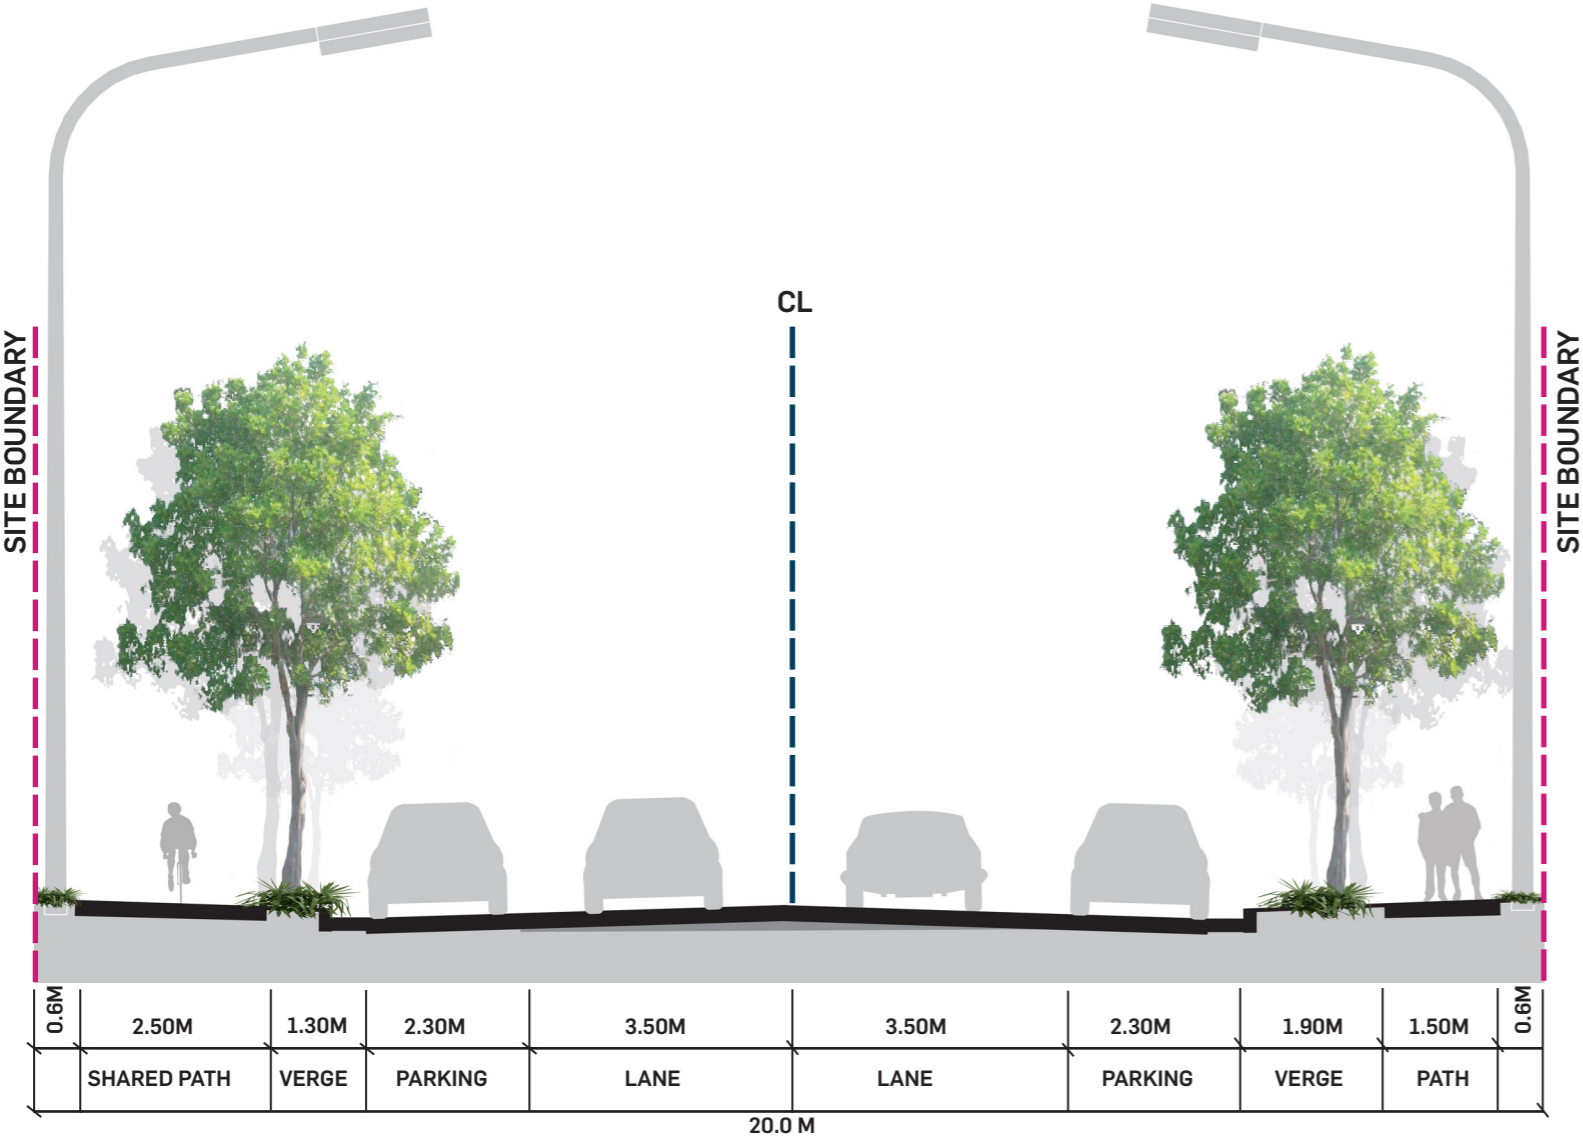 CL
SITE BOUNDARY
SITE BOUNDARY
0.6M 2.50M 1.30M 2.30M 3.50M 3.50M 2.30M 1.90M 1.50M 0.6M
SHARED PATH VERGE PARKING LANE LANE PARKING VERGE PATH
20.0 M